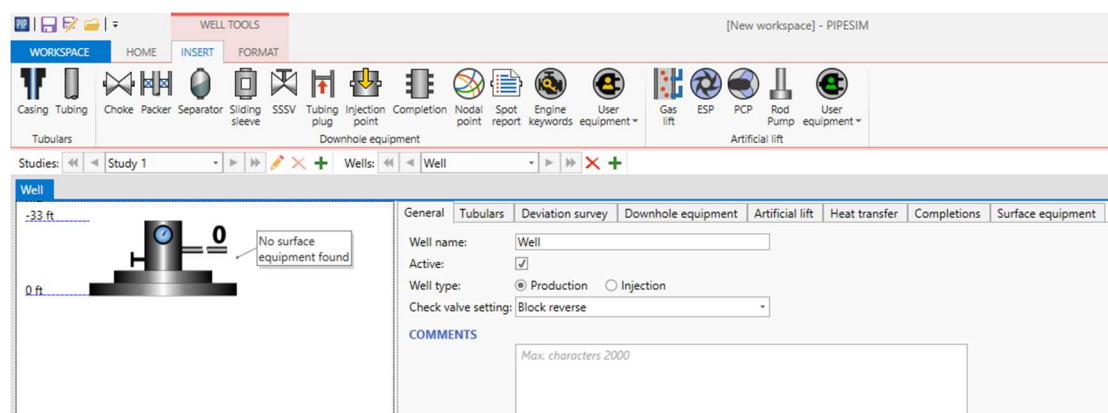 PIP
WELL TOOLS
[New workspace] - PIPESIM
WORKSPACE HOME INSERT FORMAT
Casing Tubing Choke Packer Separator Sliding sleeve SSSV Tubing plug Injection point Completion Nodal point Spot report Engine keywords User equipment Gas lift ESP PCP Rod Pump User equipment
Tubulars Downhole equipment Artificial lift
Studies: Study 1 Wells: Well
Well
-33 ft
0
No surface
equipment found
0 ft
General Tubulars Deviation survey Downhole equipment Artificial lift Heat transfer Completions Surface equipment
Well name: Well
Active:
Well type: Production Injection
Check valve setting: Block reverse
COMMENTS
Max. characters 2000